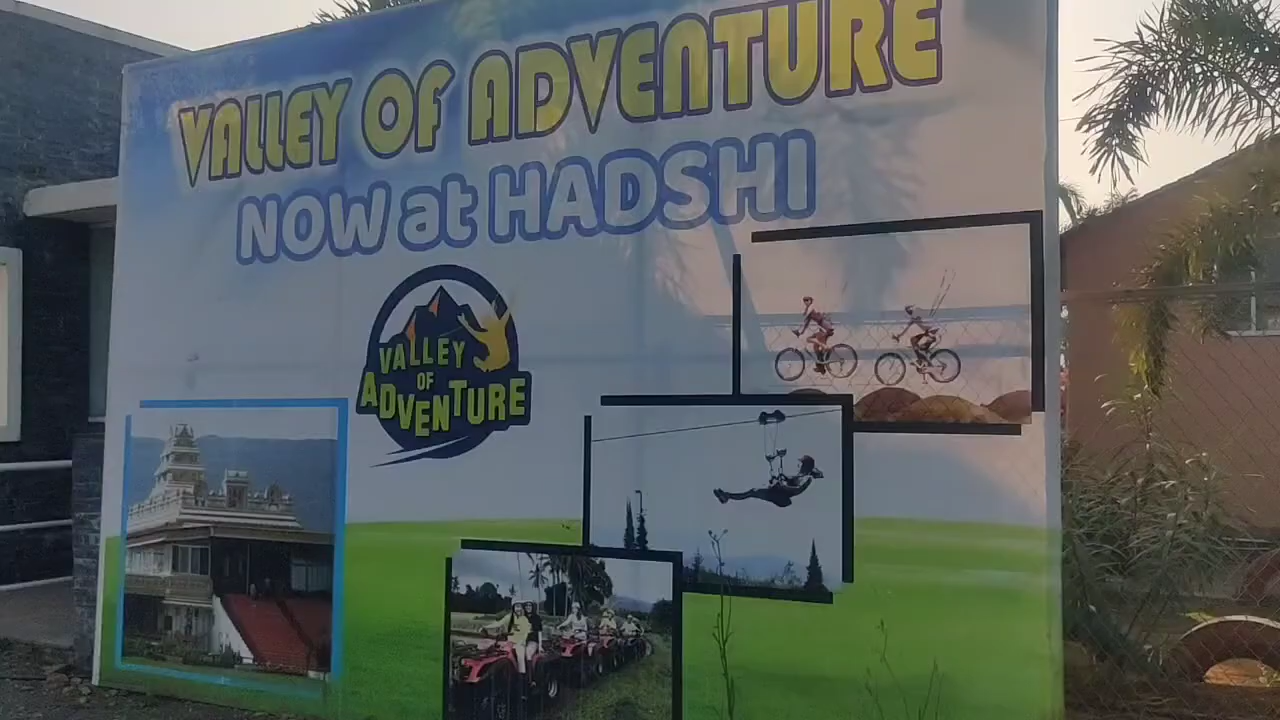 VALLEY OF ADVENTURE
NOW at HADSHI
VALLEY
OF
ADVENTURE